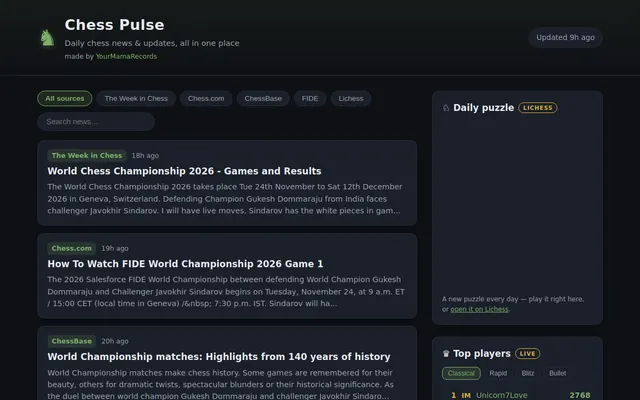 Chess Pulse
Daily chess news & updates, all in one place
made by YourMamaRecords
Updated 9h ago
All sources
The Week in Chess
Chess.com
ChessBase
FIDE
Lichess
Search news...
The Week in Chess 18h ago
World Chess Championship 2026 - Games and Results
The World Chess Championship 2026 takes place Tue 24th November to Sat 12th December
2026 in Geneva, Switzerland. Defending Champion Gukesh Dommaraju from India faces
challenger Javokhir Sindarov. I will have live moves. Sindarov has the white pieces in gam...
Chess.com 19h ago
How To Watch FIDE World Championship 2026 Game 1
The 2026 Salesforce FIDE World Championship between defending World Champion Gukesh
Dommaraju and Challenger Javokhir Sindarov begins on Tuesday, November 24, at 9 a.m. ET
/ 15:00 CET (local time in Geneva) /&nbsp; 7:30 p.m. IST. Sindarov will ha...
ChessBase 20h ago
World Championship matches: Highlights from 140 years of history
World Championship matches make chess history. Some games are remembered for their
beauty, others for dramatic twists, spectacular blunders or their historical significance. As
the duel between world champion Gukesh Dommaraju and challenger Javokhir
Daily puzzle LICHESS
A new puzzle every day — play it right here,
or open it on Lichess.
Top players LIVE
Classical
Rapid
Blitz
Bullet
1 IM Unicorn7Love 2768